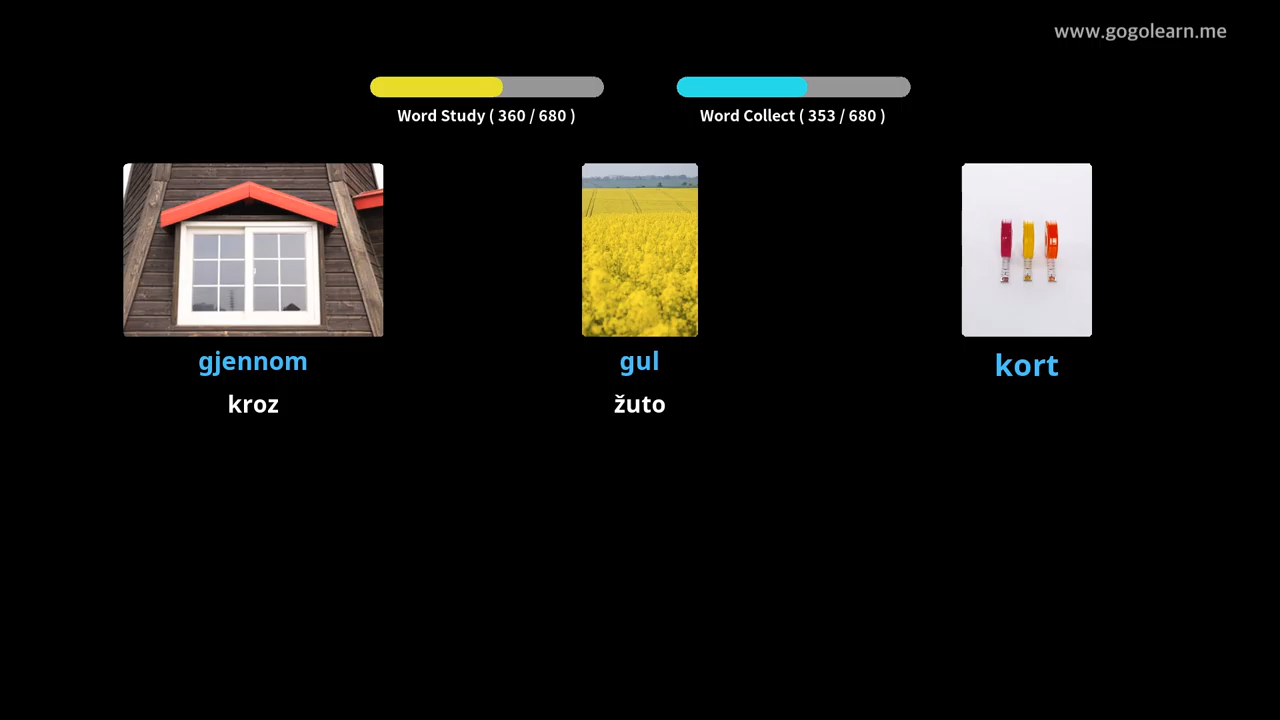 www.gogolearn.me
Word Study ( 360 / 680 )
Word Collect ( 353 / 680 )
gjennom
gul
kort
kroz
žuto